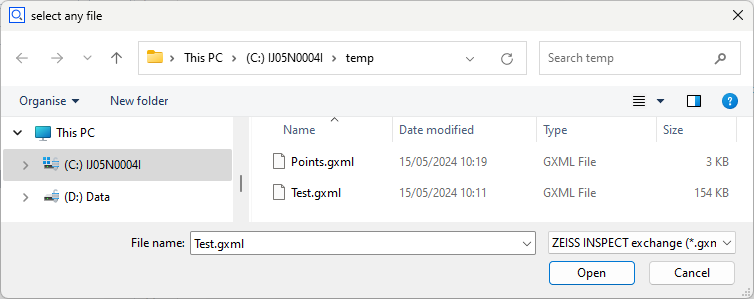 select any file
This PC > (C:) IJ05N0004I > temp
Search temp
Organise New folder
?
This PC
(C:) IJ05N0004I
(D:) Data
Name Date modified Type Size
Points.gxml 15/05/2024 10:19 GXML File 3 KB
Test.gxml 15/05/2024 10:11 GXML File 154 KB
File name: Test.gxml ZEISS INSPECT exchange (*.gxn
Open Cancel